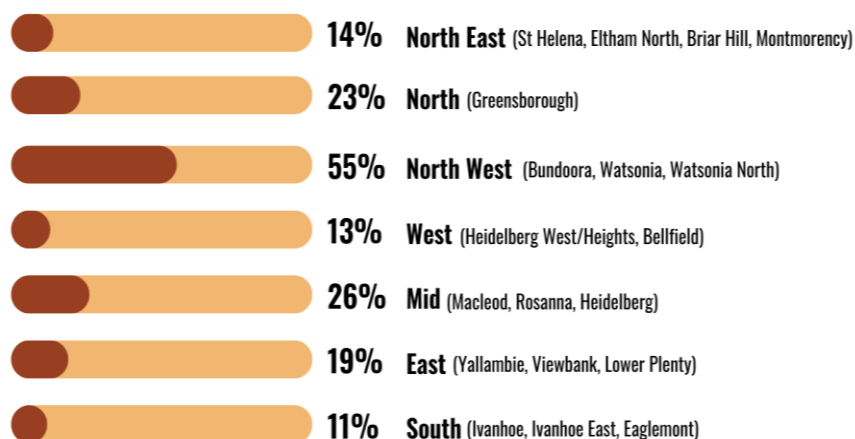 14% North East (St Helena, Eltham North, Briar Hill, Montmorency)
23% North (Greensborough)
55% North West (Bundoora, Watsonia, Watsonia North)
13% West (Heidelberg West/Heights, Bellfield)
26% Mid (Macleod, Rosanna, Heidelberg)
19% East (Yallambie, Viewbank, Lower Plenty)
11% South (Ivanhoe, Ivanhoe East, Eaglemont)